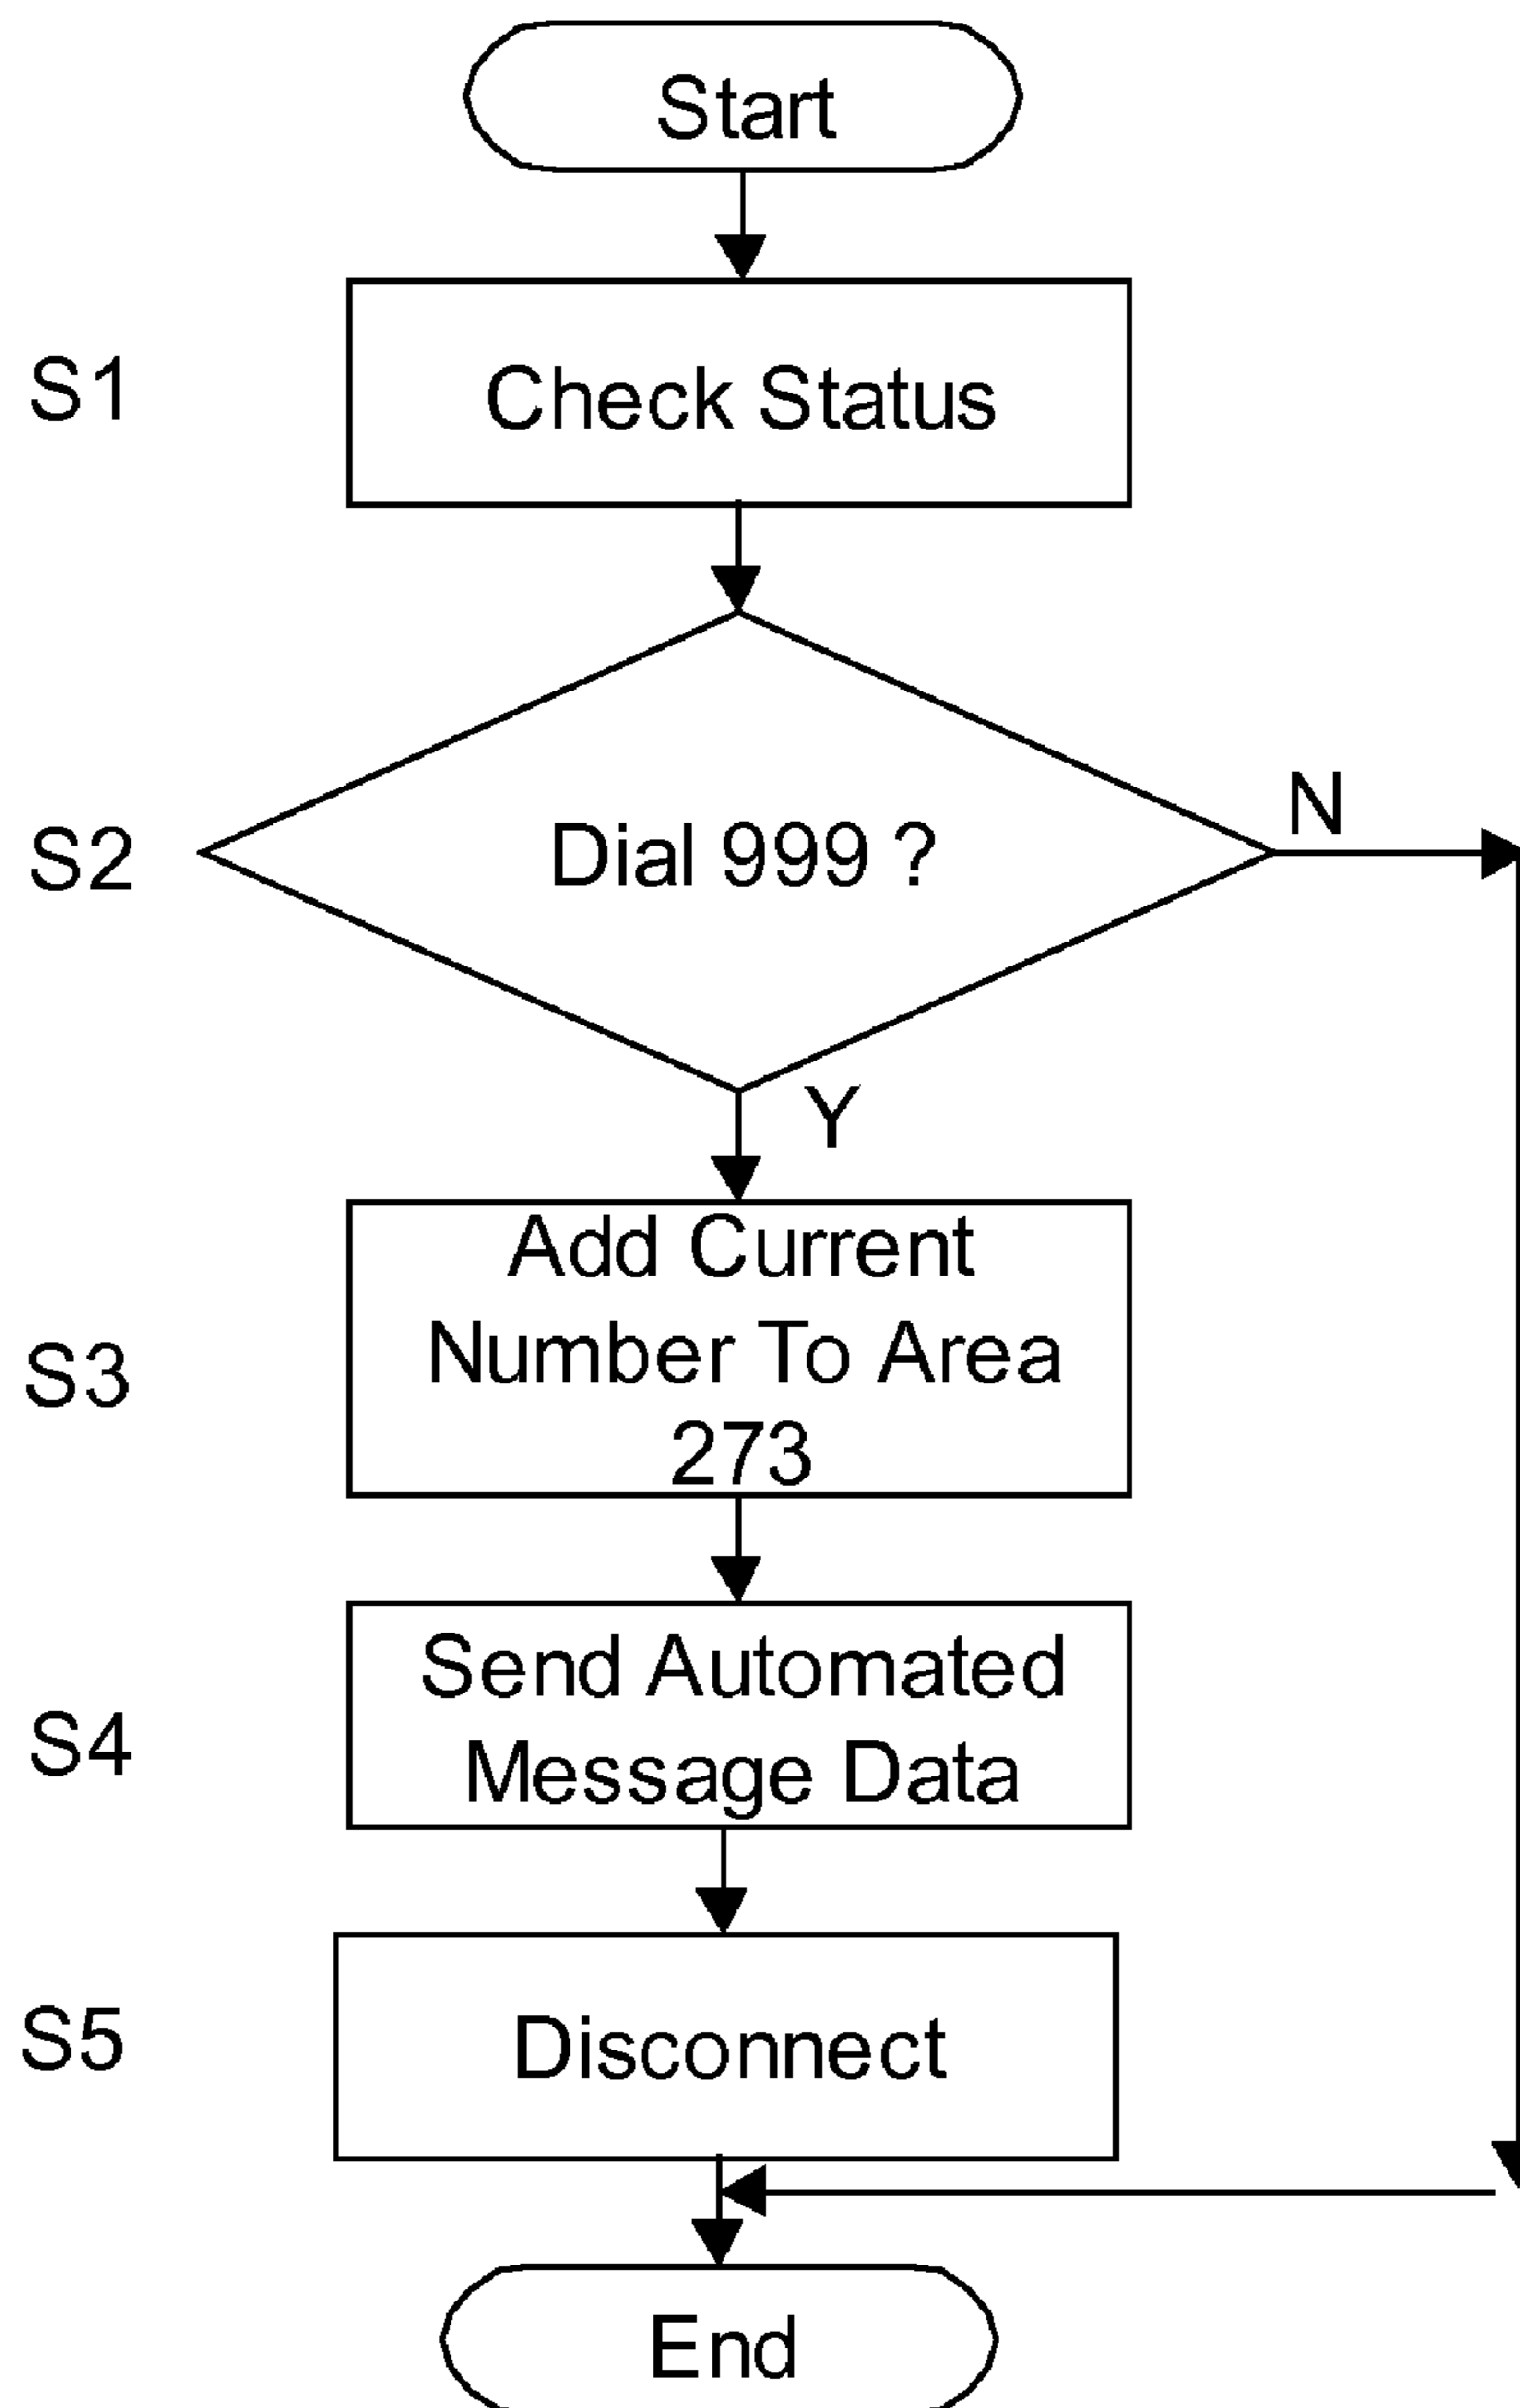 Start
S1
Check Status
S2
Dial 999 ?
N
Y
S3
Add Current
Number To Area
273
S4
Send Automated
Message Data
S5
Disconnect
End